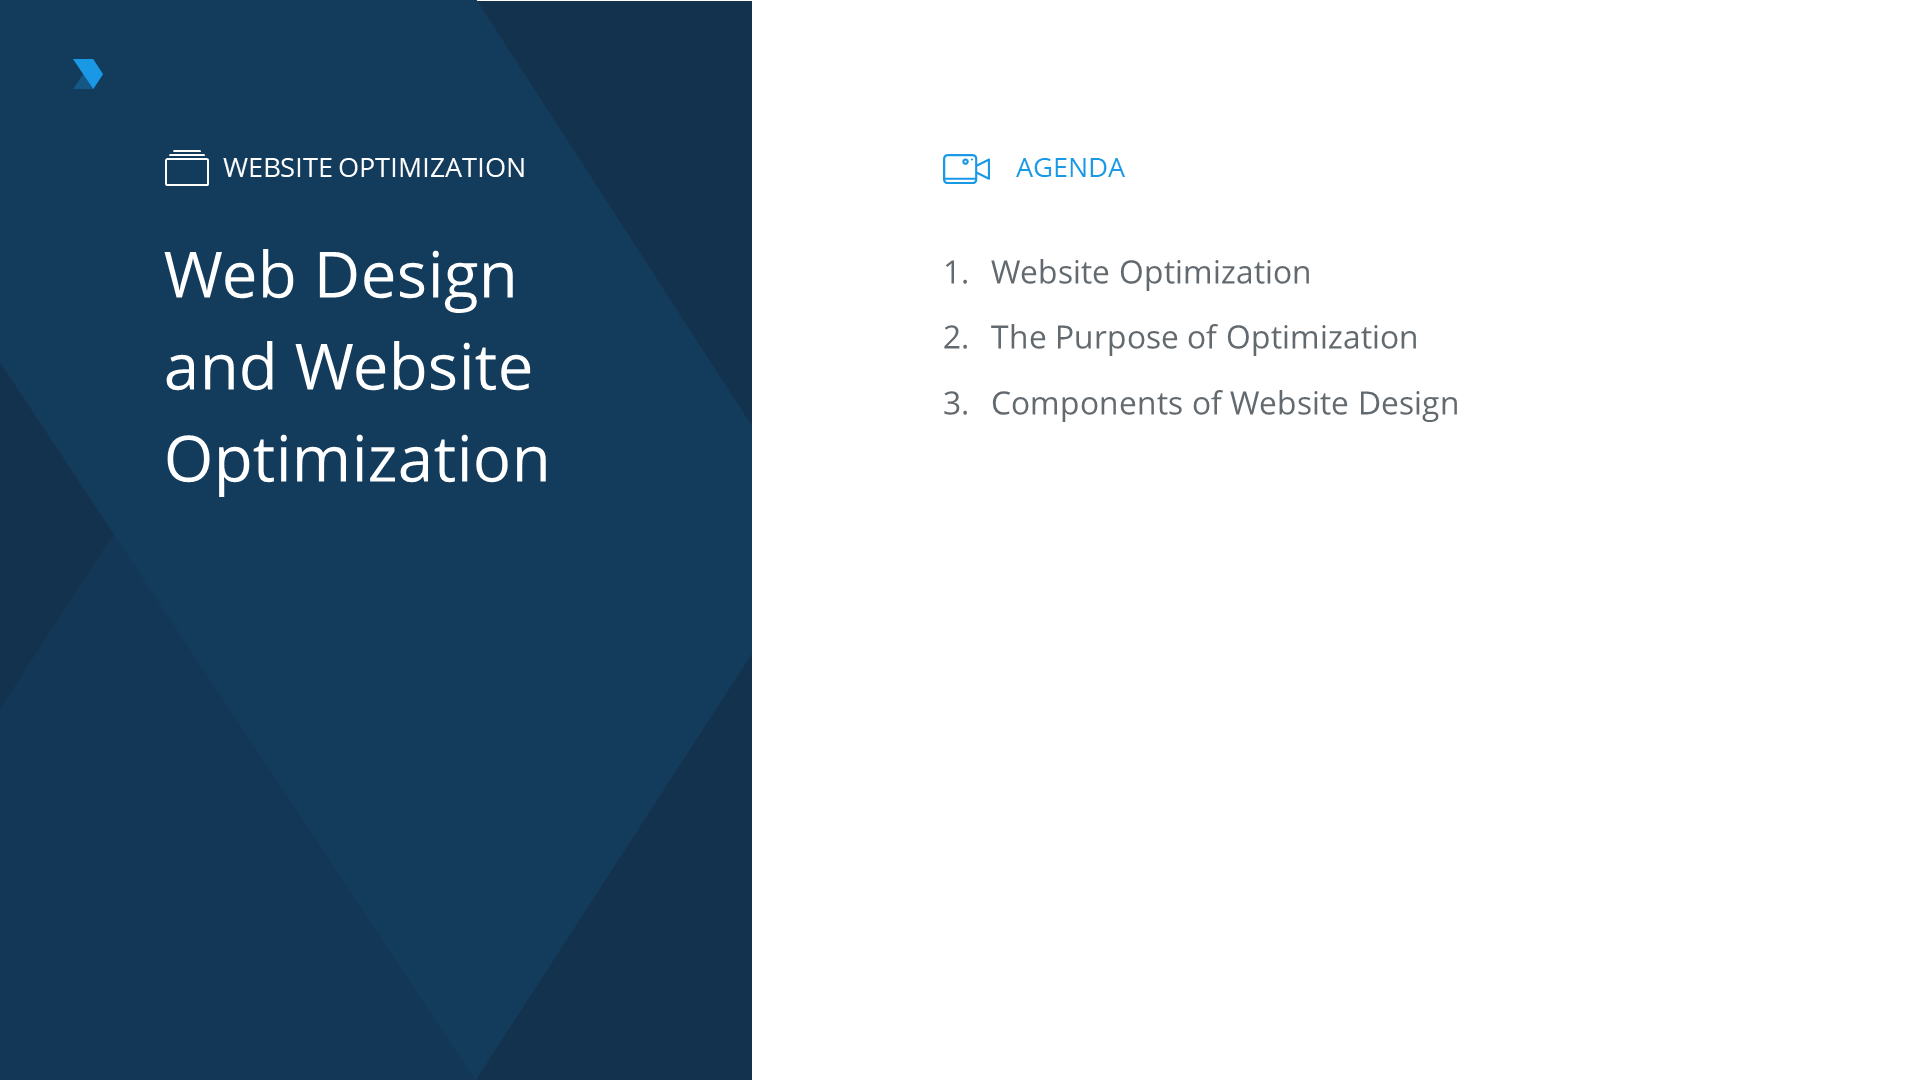 WEBSITE OPTIMIZATION
Web Design
and Website
Optimization
AGENDA
1. Website Optimization
2. The Purpose of Optimization
3. Components of Website Design